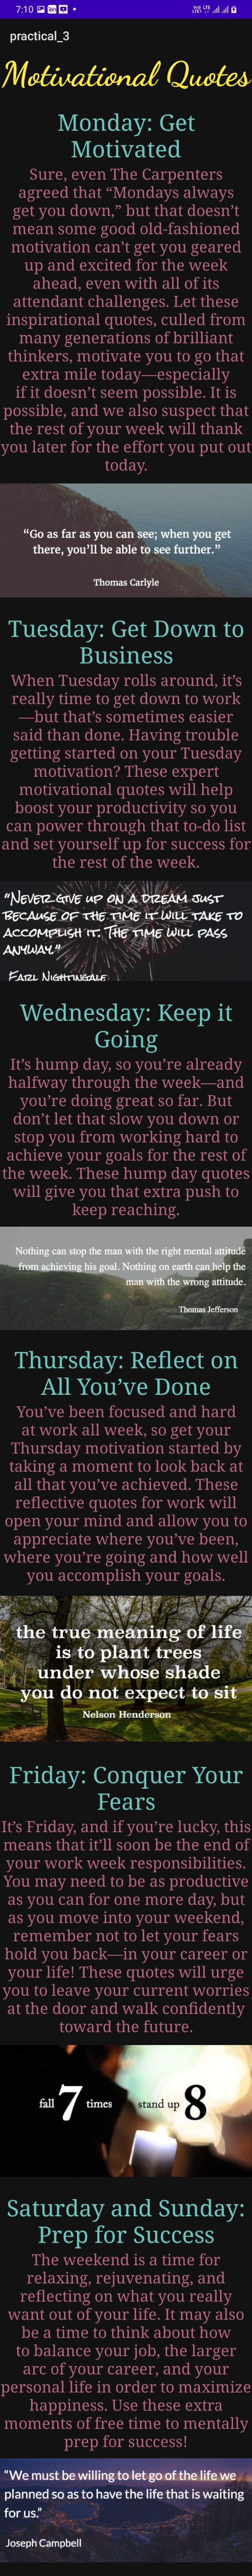 7:10
practical_3
Motivational Quotes
Monday: Get
Motivated
Sure, even The Carpenters
agreed that “Mondays always
get you down,” but that doesn’t
mean some good old-fashioned
motivation can’t get you geared
up and excited for the week
ahead, even with all of its
attendant challenges. Let these
inspirational quotes, culled from
many generations of brilliant
thinkers, motivate you to go that
extra mile today—especially
if it doesn’t seem possible. It is
possible, and we also suspect that
the rest of your week will thank
you later for the effort you put out
today.
“Go as far as you can see; when you get
there, you’ll be able to see further.”
Thomas Carlyle
Tuesday: Get Down to
Business
When Tuesday rolls around, it’s
really time to get down to work
—but that’s sometimes easier
said than done. Having trouble
getting started on your Tuesday
motivation? These expert
motivational quotes will help
boost your productivity so you
can power through that to-do list
and set yourself up for success for
the rest of the week.
“Never give up on a dream just
because of the time it will take to
accomplish it. The time will pass
anyway.”
Earl Nightingale
Wednesday: Keep it
Going
It’s hump day, so you’re already
halfway through the week—and
you’re doing great so far. But
don’t let that slow you down or
stop you from working hard to
achieve your goals for the rest of
the week. These hump day quotes
will give you that extra push to
keep reaching.
Nothing can stop the man with the right mental attitude
from achieving his goal. Nothing on earth can help the
man with the wrong attitude.
Thomas Jefferson
Thursday: Reflect on
All You’ve Done
You’ve been focused and hard
at work all week, so get your
Thursday motivation started by
taking a moment to look back at
all that you’ve achieved. These
reflective quotes for work will
open your mind and allow you to
appreciate where you’ve been,
where you’re going and how well
you accomplish your goals.
the true meaning of life
is to plant trees
under whose shade
you do not expect to sit
Nelson Henderson
Friday: Conquer Your
Fears
It’s Friday, and if you’re lucky, this
means that it’ll soon be the end of
your work week responsibilities.
You may need to be as productive
as you can for one more day, but
as you move into your weekend,
remember not to let your fears
hold you back—in your career or
your life! These quotes will urge
you to leave your current worries
at the door and walk confidently
toward the future.
fall 7 times stand up 8
Saturday and Sunday:
Prep for Success
The weekend is a time for
relaxing, rejuvenating, and
reflecting on what you really
want out of your life. It may also
be a time to think about how
to balance your job, the larger
arc of your career, and your
personal life in order to maximize
happiness. Use these extra
moments of free time to mentally
prep for success!
“We must be willing to let go of the life we
planned so as to have the life that is waiting
for us.”
Joseph Campbell